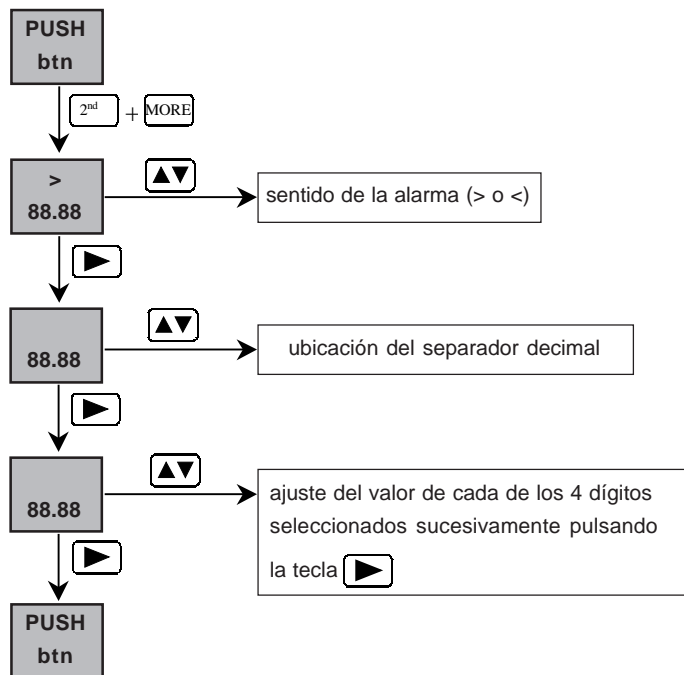 PUSH
btn
2nd + MORE
>
88.88
▲▼
sentido de la alarma (> o <)
▶
88.88
▲▼
ubicación del separador decimal
▶
88.88
▲▼
ajuste del valor de cada de los 4 dígitos
seleccionados sucesivamente pulsando
la tecla ▶
▶
PUSH
btn